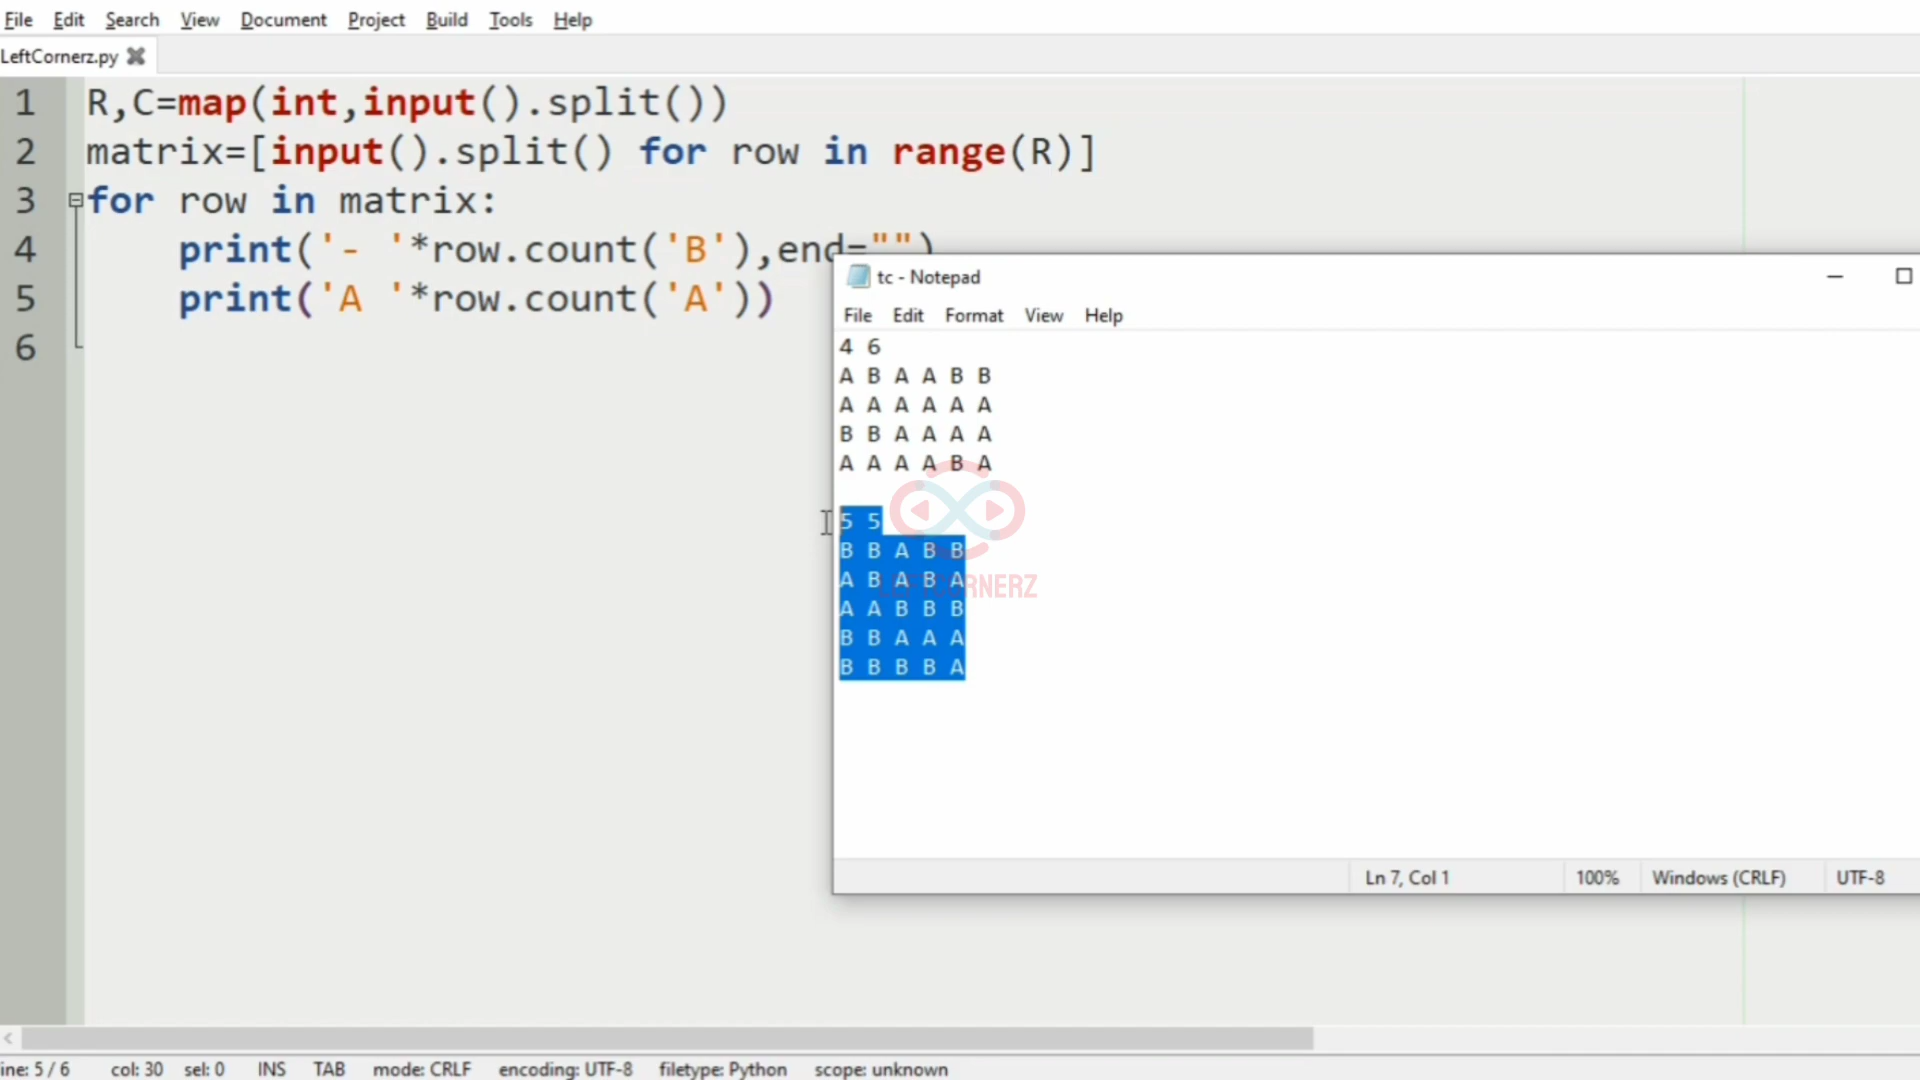 File Edit Search View Document Project Build Tools Help
LeftCornerz.py
1 R,C=map(int,input().split())
2 matrix=[input().split() for row in range(R)]
3 for row in matrix:
4 print('- '*row.count('B'),end="")
5 print('A '*row.count('A'))
6
tc - Notepad
File Edit Format View Help
4 6
A B A A B B
A A A A A A
B B A A A A
A A A A B A
5 5
B B A B B
A B A B A
A A B B B
B B A A A
B B B B A
LEFTCORNERZ
Ln 7, Col 1 100% Windows (CRLF) UTF-8
ine: 5 / 6 col: 30 sel: 0 INS TAB mode: CRLF encoding: UTF-8 filetype: Python scope: unknown